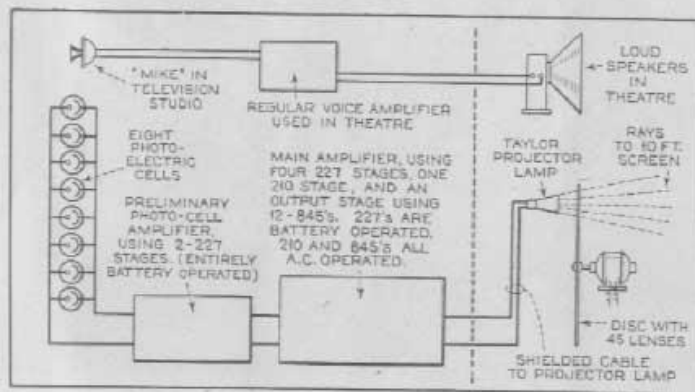 "MIKE" IN
TELEVISION
STUDIO
REGULAR VOICE AMPLIFIER
USED IN THEATRE
LOUD
SPEAKERS
IN
THEATRE
EIGHT
PHOTO-
ELECTRIC
CELLS
PRELIMINARY
PHOTO-CELL
AMPLIFIER,
USING 2-227
STAGES. (ENTIRELY
BATTERY OPERATED)
MAIN AMPLIFIER, USING
FOUR 227 STAGES, ONE
210 STAGE, AND AN
OUTPUT STAGE USING
12-845's. 227's ARE
BATTERY OPERATED.
210 AND 845's ALL
A.C. OPERATED.
TAYLOR
PROJECTOR
LAMP
RAYS
TO 10 FT.
SCREEN
DISC WITH
45 LENSES
SHIELDED CABLE
TO PROJECTOR LAMP